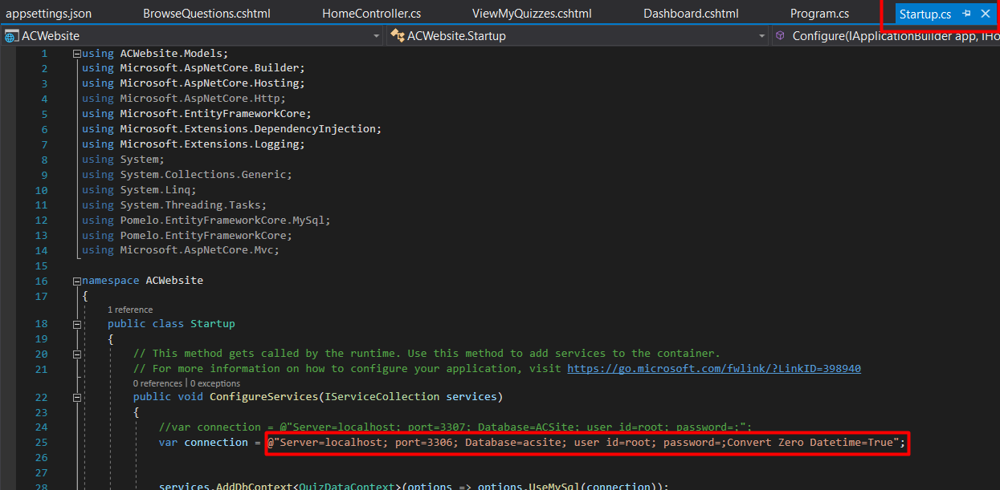 appsettings.json BrowseQuestions.cshtml HomeController.cs ViewMyQuizzes.cshtml Dashboard.cshtml Program.cs Startup.cs
ACWebsite ACWebsite.Startup Configure(IApplicationBuilder app, IHo
1 using ACWebsite.Models;
2 using Microsoft.AspNetCore.Builder;
3 using Microsoft.AspNetCore.Hosting;
4 using Microsoft.AspNetCore.Http;
5 using Microsoft.EntityFrameworkCore;
6 using Microsoft.Extensions.DependencyInjection;
7 using Microsoft.Extensions.Logging;
8 using System;
9 using System.Collections.Generic;
10 using System.Linq;
11 using System.Threading.Tasks;
12 using Pomelo.EntityFrameworkCore.MySql;
13 using Pomelo.EntityFrameworkCore;
14 using Microsoft.AspNetCore.Mvc;
15
16 namespace ACWebsite
17 {
1 reference
18 public class Startup
19 {
20 // This method gets called by the runtime. Use this method to add services to the container.
21 // For more information on how to configure your application, visit https://go.microsoft.com/fwlink/?LinkID=398940
0 references | 0 exceptions
22 public void ConfigureServices(IServiceCollection services)
23 {
24 //var connection = @"Server=localhost; port=3307; Database=ACSite; user id=root; password=;";
25 var connection = @"Server=localhost; port=3306; Database=acsite; user id=root; password=;Convert Zero Datetime=True";
26
27
28 services.AddDbContext<QuizDataContext>(options => options.UseMySql(connection));